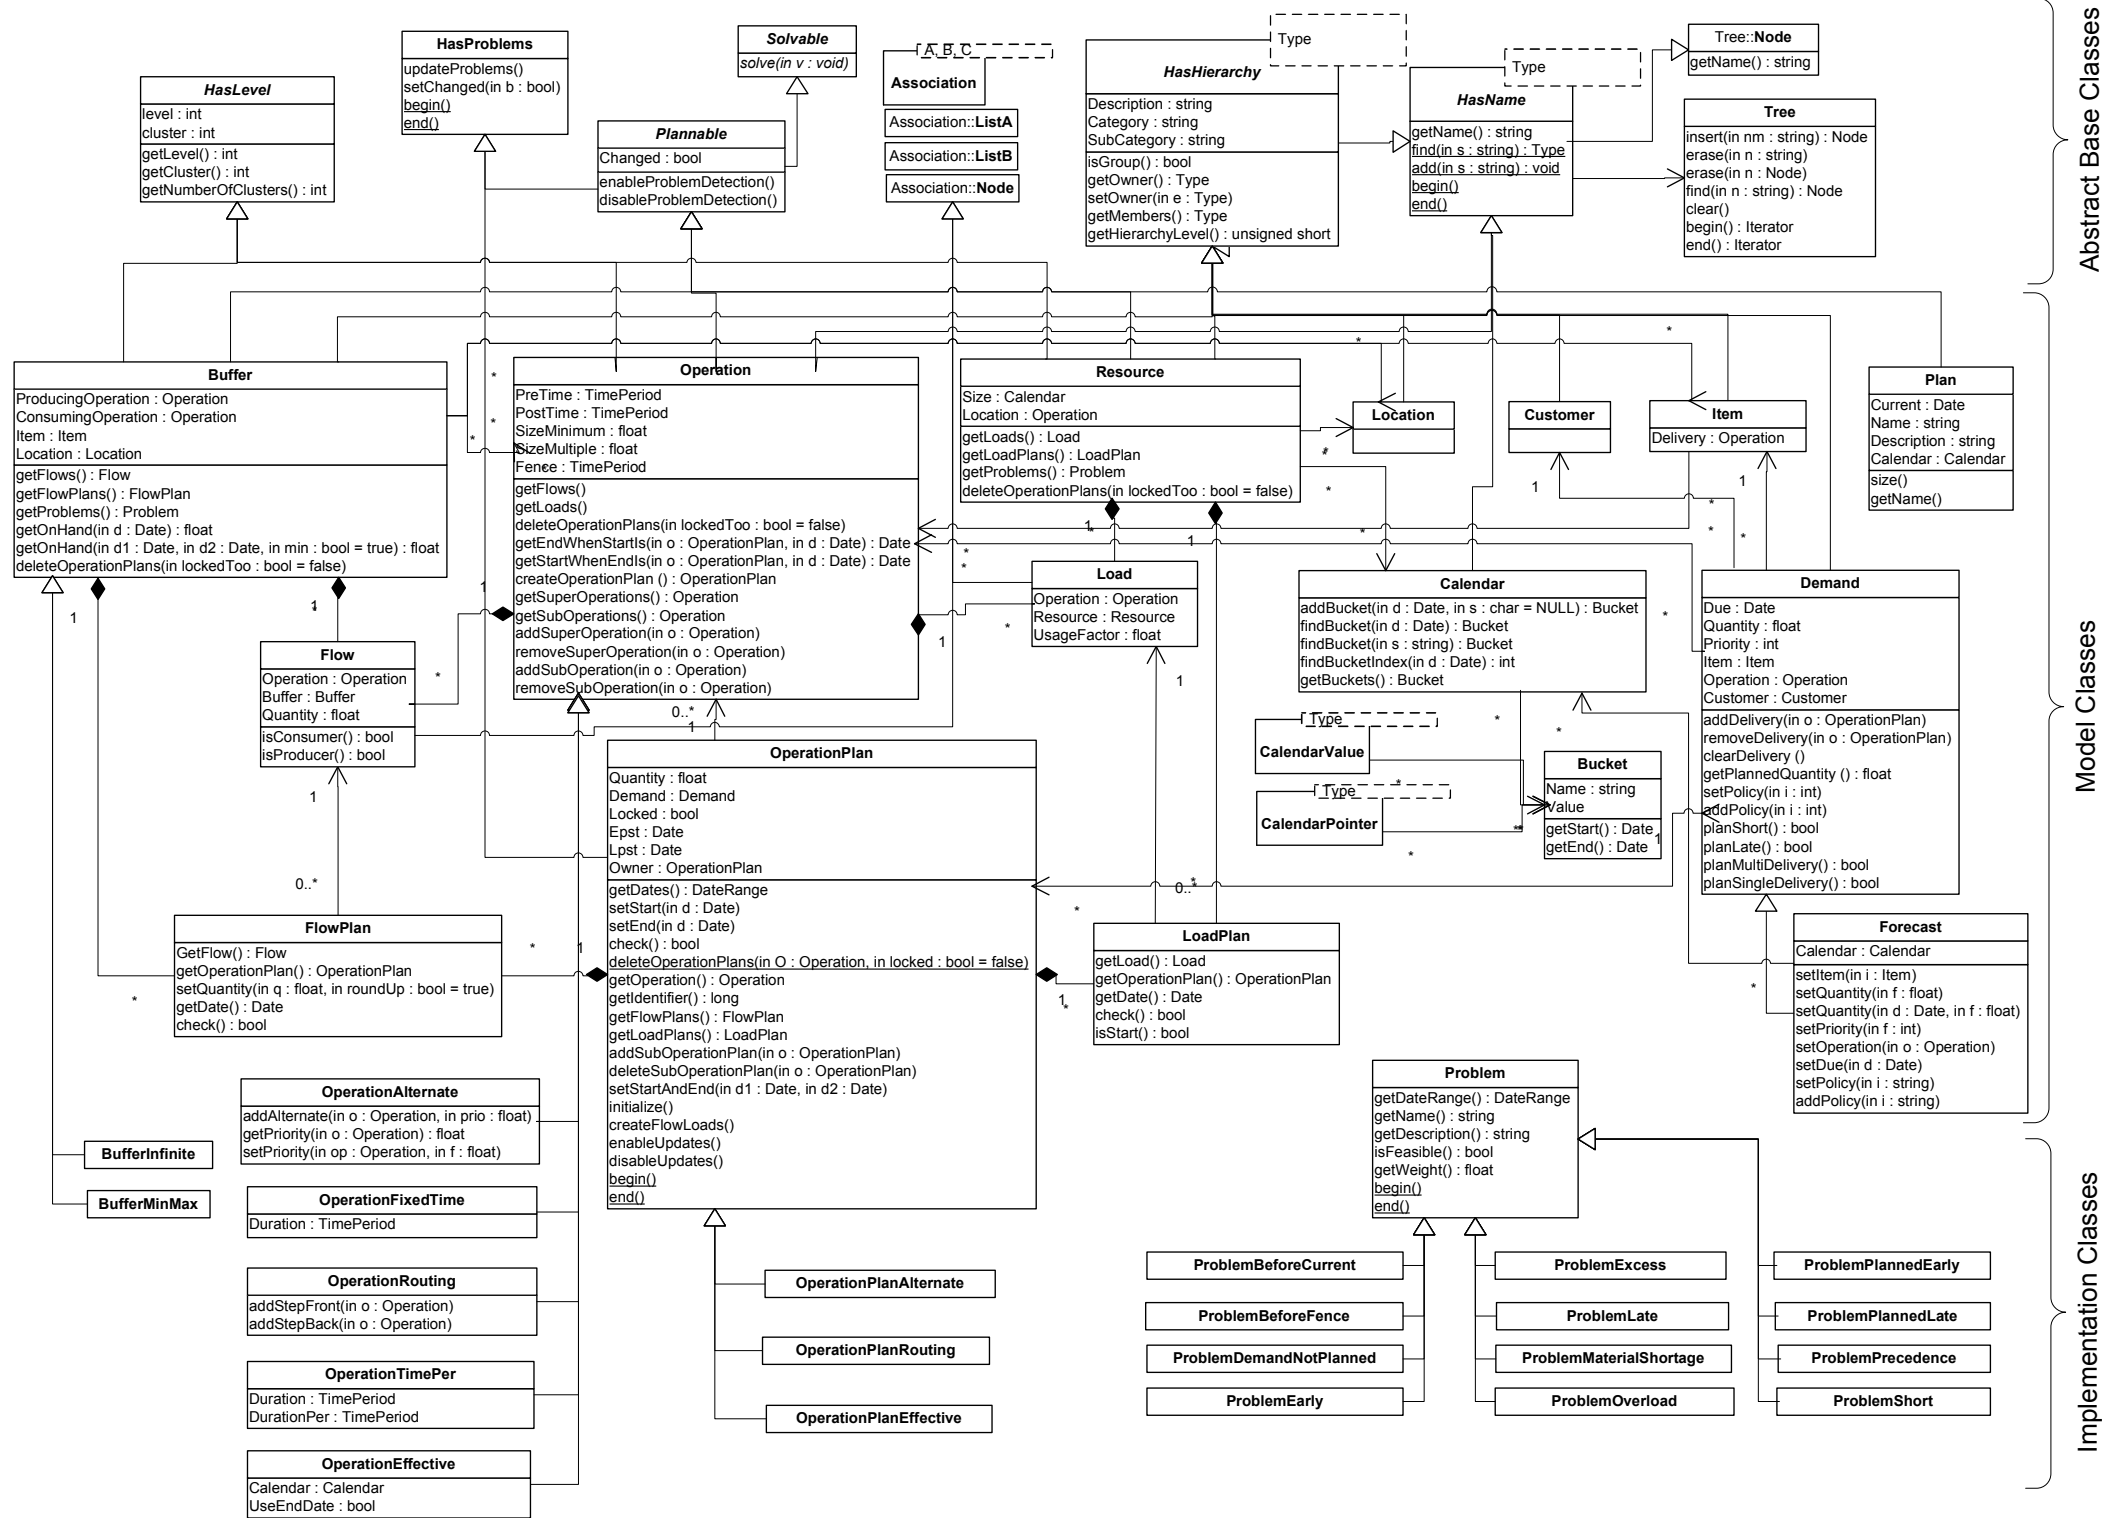 HasLevel
level : int
cluster : int
getLevel() : int
getCluster() : int
getNumberOfClusters() : int
HasProblems
updateProblems()
setChanged(in b : bool)
begin()
end()
Solvable
solve(in v : void)
Plannable
Changed : bool
enableProblemDetection()
disableProblemDetection()
A, B, C
Association
Association::ListA
Association::ListB
Association::Node
Type
HasHierarchy
Description : string
Category : string
SubCategory : string
isGroup() : bool
getOwner() : Type
setOwner(in e : Type)
getMembers() : Type
getHierarchyLevel() : unsigned short
Type
HasName
getName() : string
find(in s : string) : Type
add(in s : string) : void
begin()
end()
Tree::Node
getName() : string
Tree
insert(in nm : string) : Node
erase(in n : string)
erase(in n : Node)
find(in n : string) : Node
clear()
begin() : Iterator
end() : Iterator
Abstract Base Classes
Buffer
ProducingOperation : Operation
ConsumingOperation : Operation
Item : Item
Location : Location
getFlows() : Flow
getFlowPlans() : FlowPlan
getProblems() : Problem
getOnHand(in d : Date) : float
getOnHand(in d1 : Date, in d2 : Date, in min : bool = true) : float
deleteOperationPlans(in lockedToo : bool = false)
Operation
PreTime : TimePeriod
PostTime : TimePeriod
SizeMinimum : float
SizeMultiple : float
Fence : TimePeriod
getFlows()
getLoads()
deleteOperationPlans(in lockedToo : bool = false)
getEndWhenStartIs(in o : OperationPlan, in d : Date) : Date
getStartWhenEndIs(in o : OperationPlan, in d : Date) : Date
createOperationPlan () : OperationPlan
getSuperOperations() : Operation
getSubOperations() : Operation
addSuperOperation(in o : Operation)
removeSuperOperation(in o : Operation)
addSubOperation(in o : Operation)
removeSubOperation(in o : Operation)
Resource
Size : Calendar
Location : Operation
getLoads() : Load
getLoadPlans() : LoadPlan
getProblems() : Problem
deleteOperationPlans(in lockedToo : bool = false)
Location
Customer
Item
Delivery : Operation
Plan
Current : Date
Name : string
Description : string
Calendar : Calendar
size()
getName()
Load
Operation : Operation
Resource : Resource
UsageFactor : float
Calendar
addBucket(in d : Date, in s : char = NULL) : Bucket
findBucket(in d : Date) : Bucket
findBucket(in s : string) : Bucket
findBucketIndex(in d : Date) : int
getBuckets() : Bucket
Demand
Due : Date
Quantity : float
Priority : int
Item : Item
Operation : Operation
Customer : Customer
addDelivery(in o : OperationPlan)
removeDelivery(in o : OperationPlan)
clearDelivery ()
getPlannedQuantity () : float
setPolicy(in i : int)
addPolicy(in i : int)
planShort() : bool
planLate() : bool
planMultiDelivery() : bool
planSingleDelivery() : bool
Flow
Operation : Operation
Buffer : Buffer
Quantity : float
isConsumer() : bool
isProducer() : bool
Type
CalendarValue
Type
CalendarPointer
Bucket
Name : string
Value
getStart() : Date
getEnd() : Date
OperationPlan
Quantity : float
Demand : Demand
Locked : bool
Epst : Date
Lpst : Date
Owner : OperationPlan
getDates() : DateRange
setStart(in d : Date)
setEnd(in d : Date)
check() : bool
deleteOperationPlans(in O : Operation, in locked : bool = false)
getOperation() : Operation
getIdentifier() : long
getFlowPlans() : FlowPlan
getLoadPlans() : LoadPlan
addSubOperationPlan(in o : OperationPlan)
deleteSubOperationPlan(in o : OperationPlan)
setStartAndEnd(in d1 : Date, in d2 : Date)
initialize()
createFlowLoads()
enableUpdates()
disableUpdates()
begin()
end()
FlowPlan
GetFlow() : Flow
getOperationPlan() : OperationPlan
setQuantity(in q : float, in roundUp : bool = true)
getDate() : Date
check() : bool
LoadPlan
getLoad() : Load
getOperationPlan() : OperationPlan
getDate() : Date
check() : bool
isStart() : bool
Forecast
Calendar : Calendar
setItem(in i : Item)
setQuantity(in f : float)
setQuantity(in d : Date, in f : float)
setPriority(in f : int)
setOperation(in o : Operation)
setDue(in d : Date)
setPolicy(in i : string)
addPolicy(in i : string)
Model Classes
0..*
0..*
0..*
BufferInfinite
BufferMinMax
OperationAlternate
addAlternate(in o : Operation, in prio : float)
getPriority(in o : Operation) : float
setPriority(in op : Operation, in f : float)
OperationFixedTime
Duration : TimePeriod
OperationRouting
addStepFront(in o : Operation)
addStepBack(in o : Operation)
OperationTimePer
Duration : TimePeriod
DurationPer : TimePeriod
OperationEffective
Calendar : Calendar
UseEndDate : bool
OperationPlanAlternate
OperationPlanRouting
OperationPlanEffective
Problem
getDateRange() : DateRange
getName() : string
getDescription() : string
isFeasible() : bool
getWeight() : float
begin()
end()
ProblemBeforeCurrent
ProblemBeforeFence
ProblemDemandNotPlanned
ProblemEarly
ProblemExcess
ProblemLate
ProblemMaterialShortage
ProblemOverload
ProblemPlannedEarly
ProblemPlannedLate
ProblemPrecedence
ProblemShort
Implementation Classes